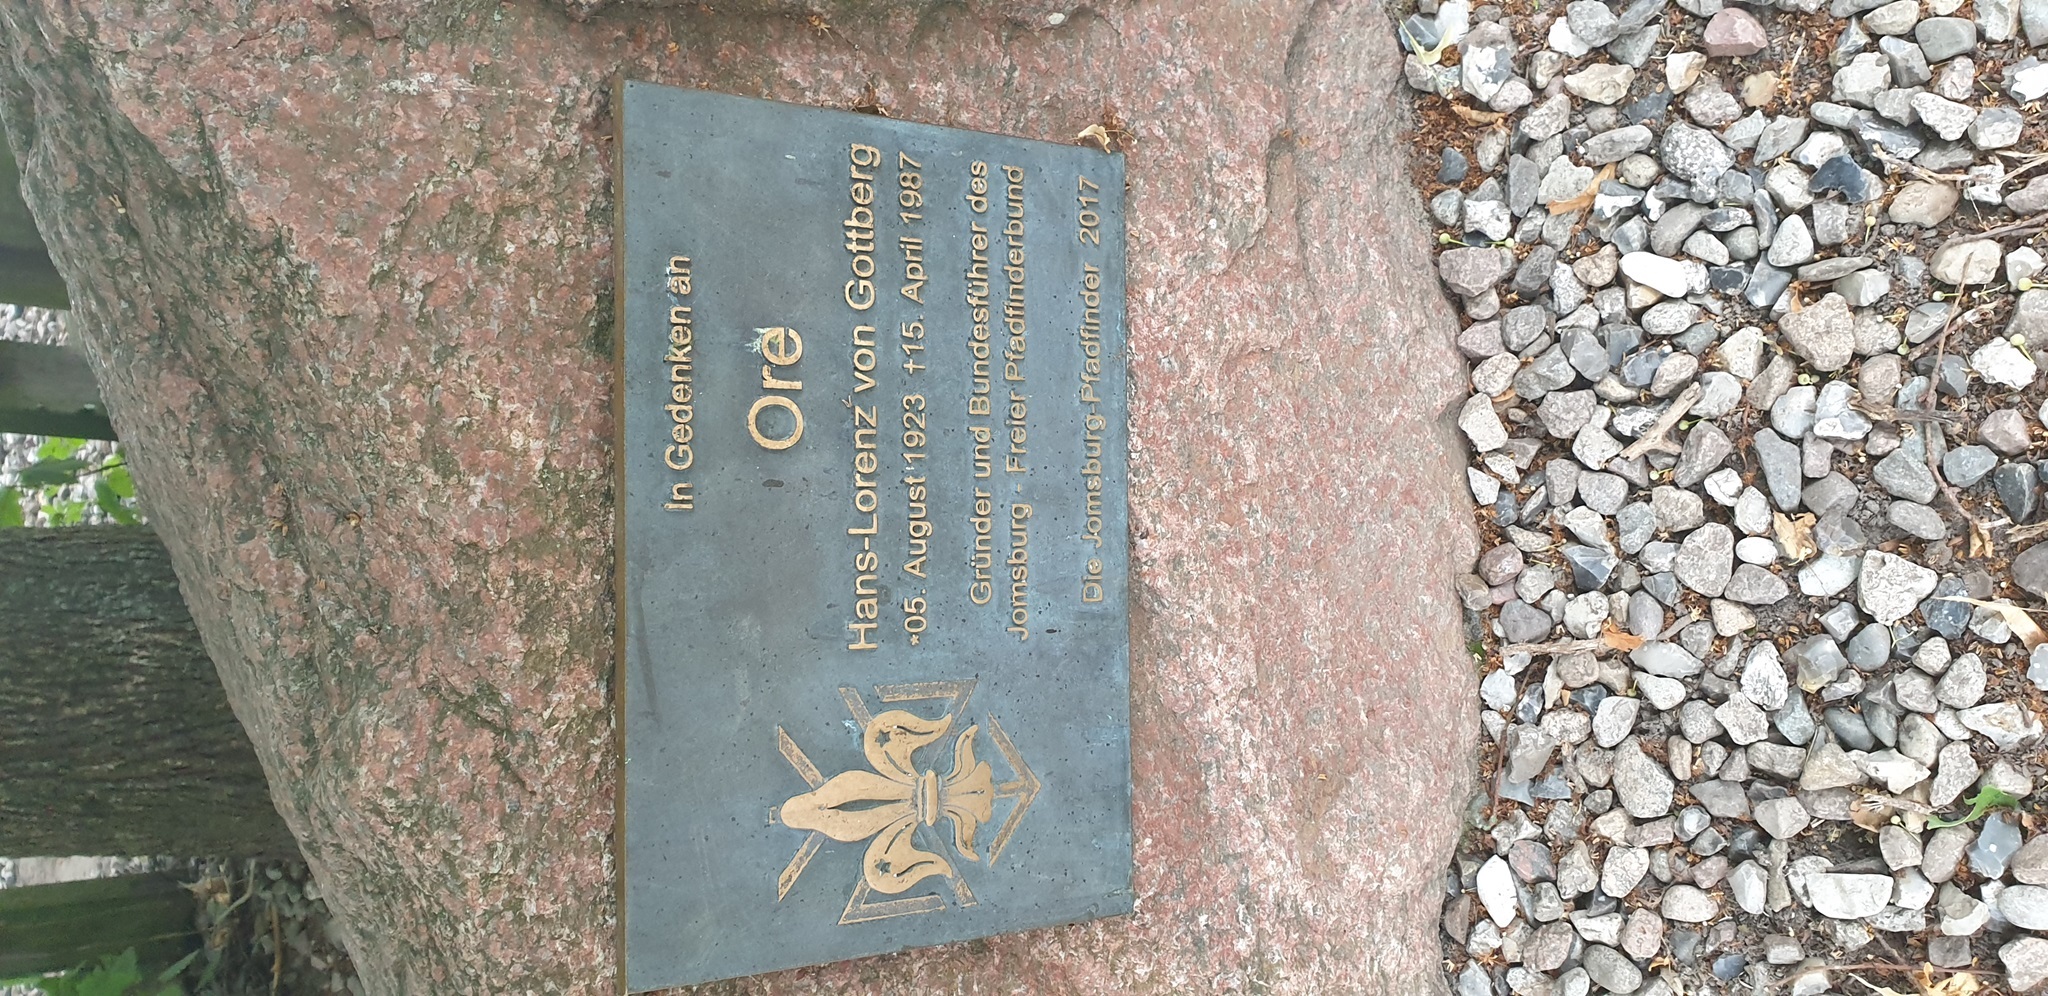 In Gedenken an
Ore
Hans-Lorenz von Gottberg
*05. August 1923 †15. April 1987
Gründer und Bundesführer des
Jomsburg - Freier Pfadfinderbund
Die Jomsburg-Pfadfinder 2017